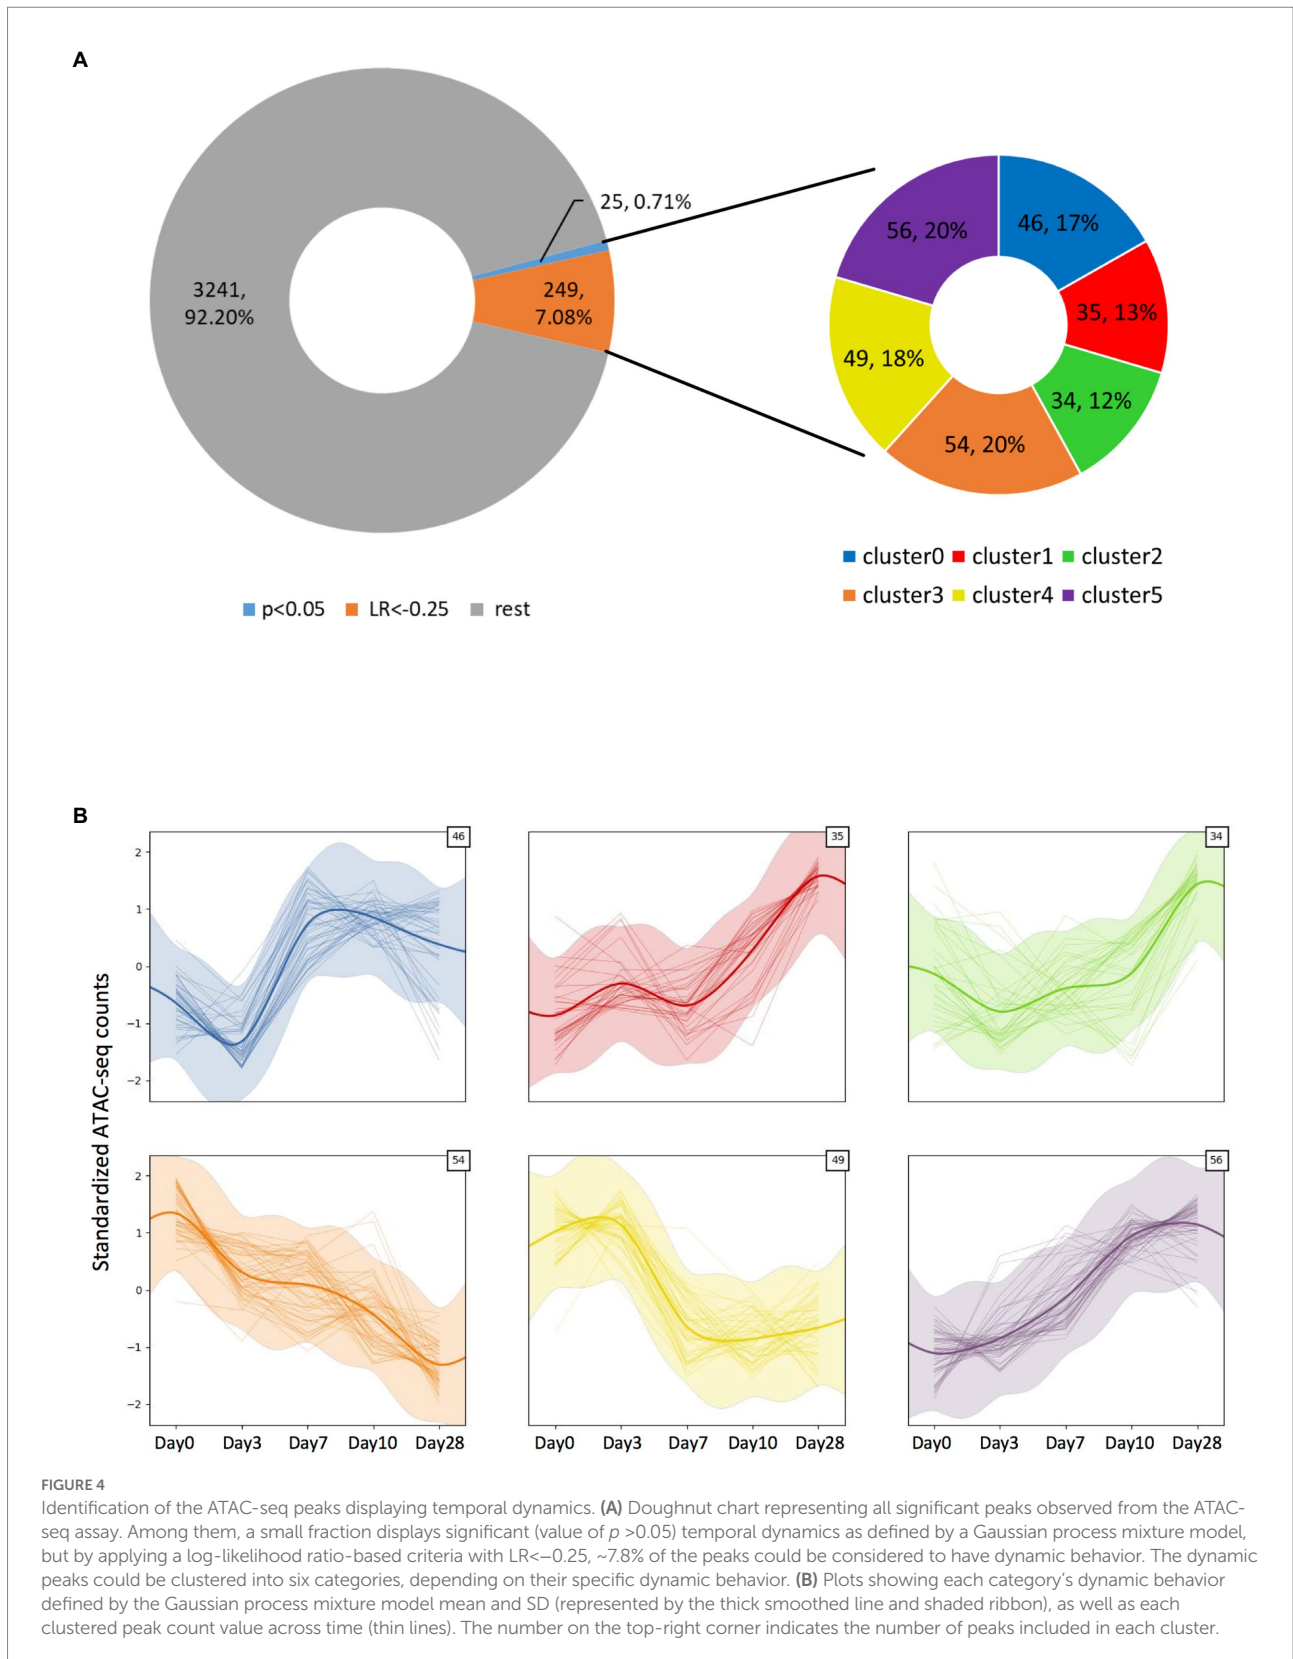 A
25, 0.71%
3241,
92.20%
249,
7.08%
56, 20%
46, 17%
35, 13%
49, 18%
34, 12%
54, 20%
p<0.05 LR<-0.25 rest
cluster0 cluster1 cluster2
cluster3 cluster4 cluster5
B
Standardized ATAC-seq counts
46
2
1
0
−1
−2
35
34
54
2
1
0
−1
−2
49
56
Day0 Day3 Day7 Day10 Day28
Day0 Day3 Day7 Day10 Day28
Day0 Day3 Day7 Day10 Day28
FIGURE 4
Identification of the ATAC-seq peaks displaying temporal dynamics. (A) Doughnut chart representing all significant peaks observed from the ATAC-
seq assay. Among them, a small fraction displays significant (value of p >0.05) temporal dynamics as defined by a Gaussian process mixture model,
but by applying a log-likelihood ratio-based criteria with LR<−0.25, ~7.8% of the peaks could be considered to have dynamic behavior. The dynamic
peaks could be clustered into six categories, depending on their specific dynamic behavior. (B) Plots showing each category’s dynamic behavior
defined by the Gaussian process mixture model mean and SD (represented by the thick smoothed line and shaded ribbon), as well as each
clustered peak count value across time (thin lines). The number on the top-right corner indicates the number of peaks included in each cluster.